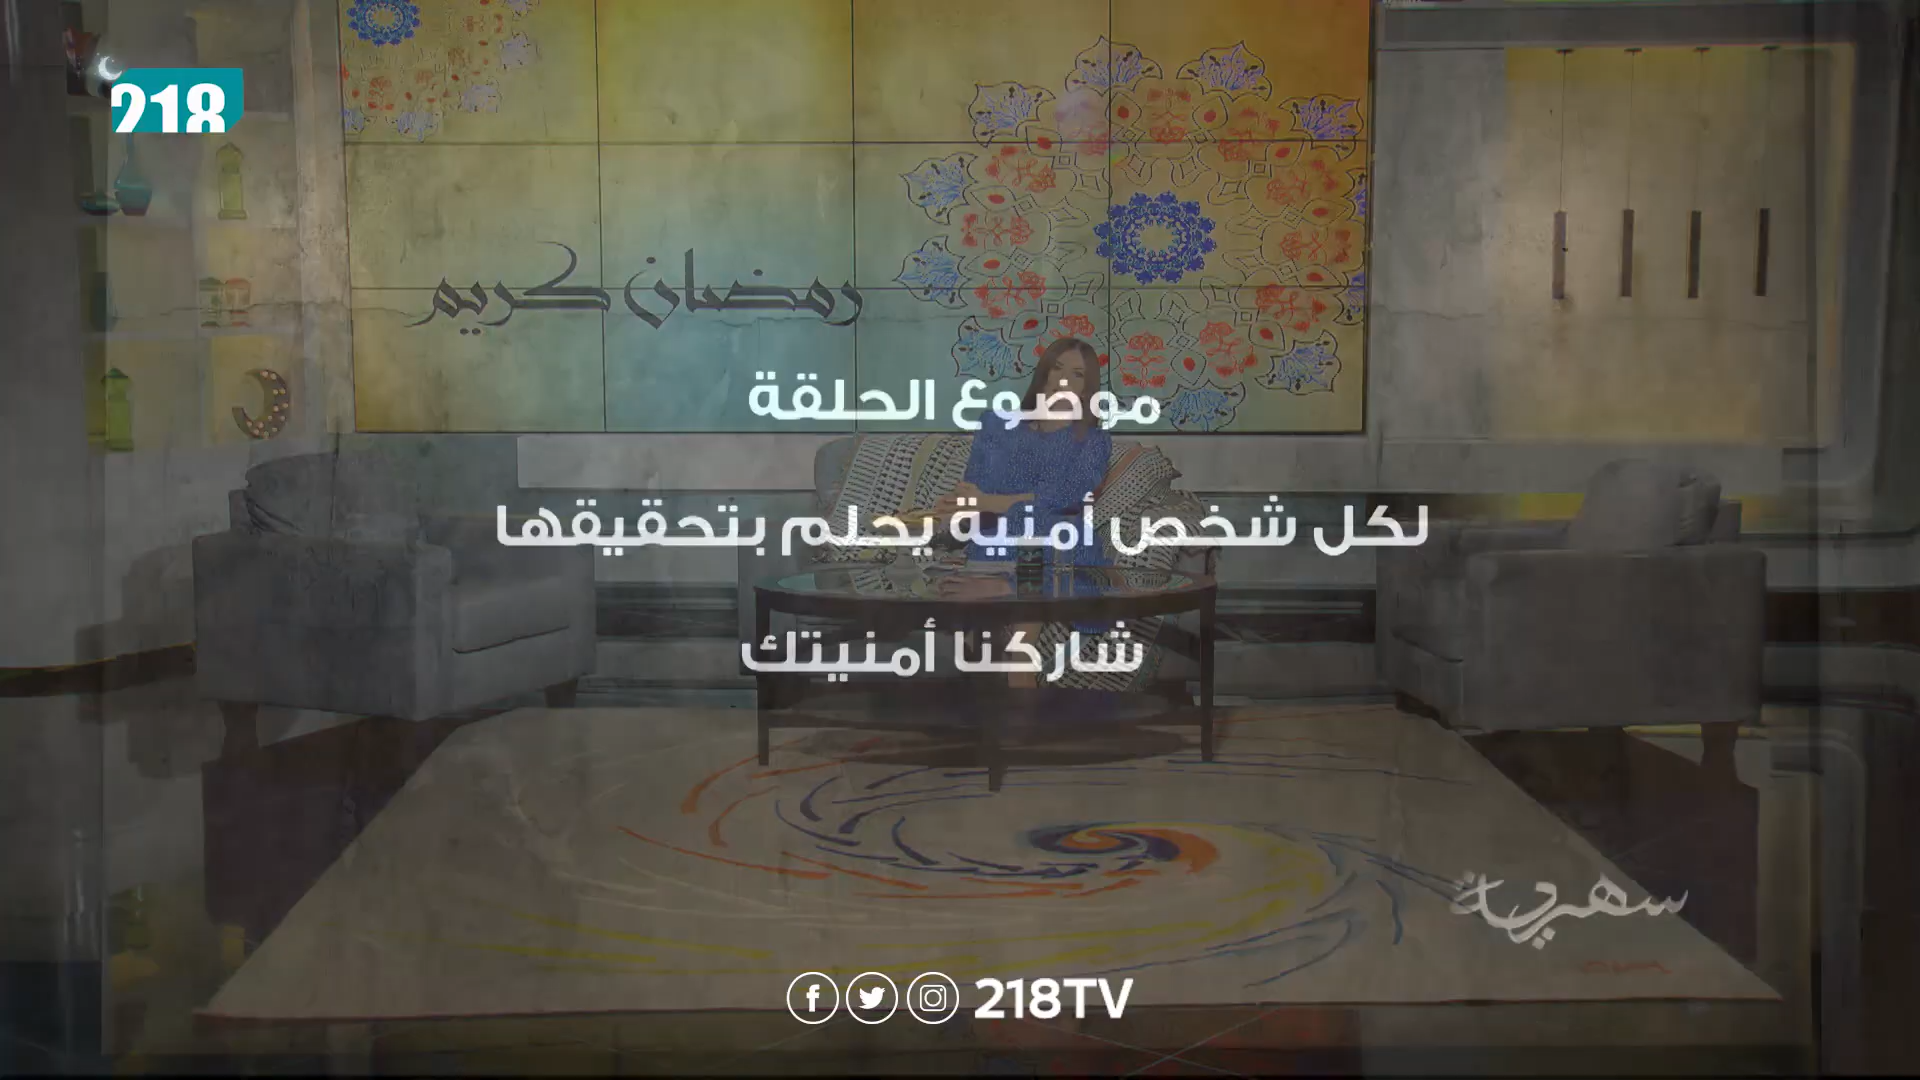 218
رمضان كريم
موضوع الحلقة
لكل شخص أمنية يحلم بتحقيقها
شاركنا أمنيتك
سهرية
218TV